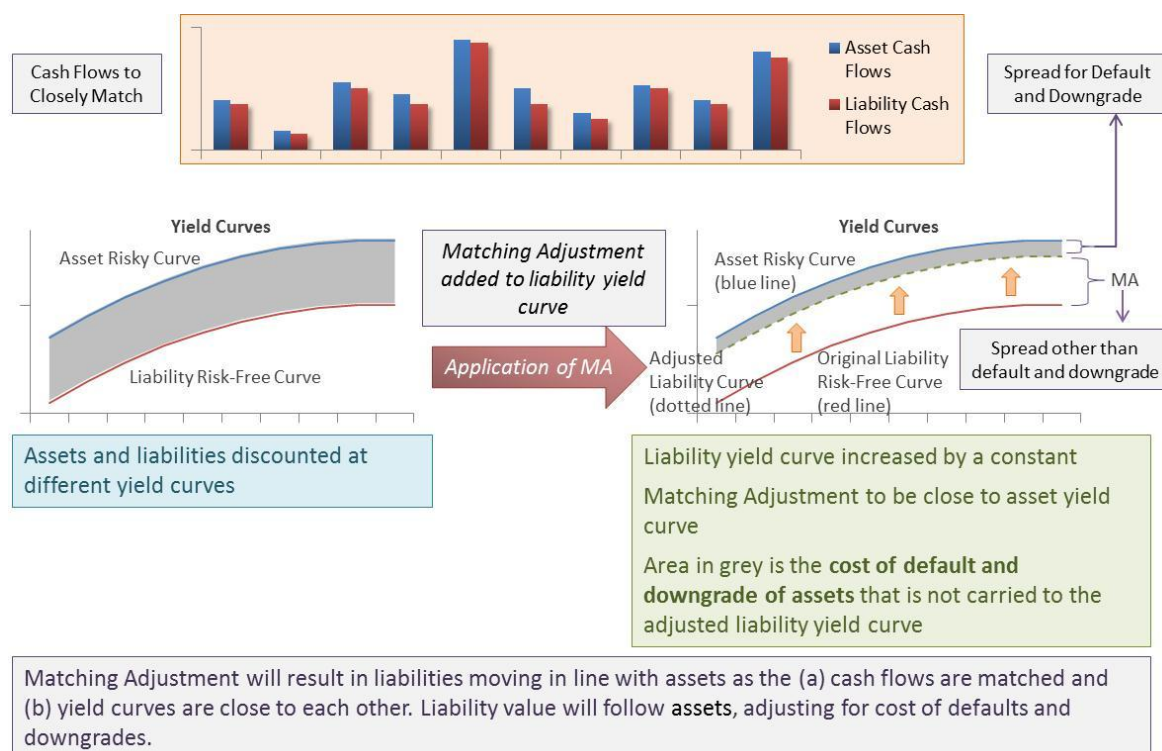 Cash Flows to
Closely Match
Asset Cash
Flows
Liability Cash
Flows
Spread for Default
and Downgrade
Yield Curves
Asset Risky Curve
Liability Risk-Free Curve
Matching Adjustment
added to liability yield
curve
Application of MA
Yield Curves
Asset Risky Curve
(blue line)
MA
Adjusted
Liability Curve
(dotted line)
Original Liability
Risk-Free Curve
(red line)
Spread other than
default and downgrade
Assets and liabilities discounted at
different yield curves
Liability yield curve increased by a constant
Matching Adjustment to be close to asset yield
curve
Area in grey is the cost of default and
downgrade of assets that is not carried to the
adjusted liability yield curve
Matching Adjustment will result in liabilities moving in line with assets as the (a) cash flows are matched and
(b) yield curves are close to each other. Liability value will follow assets, adjusting for cost of defaults and
downgrades.